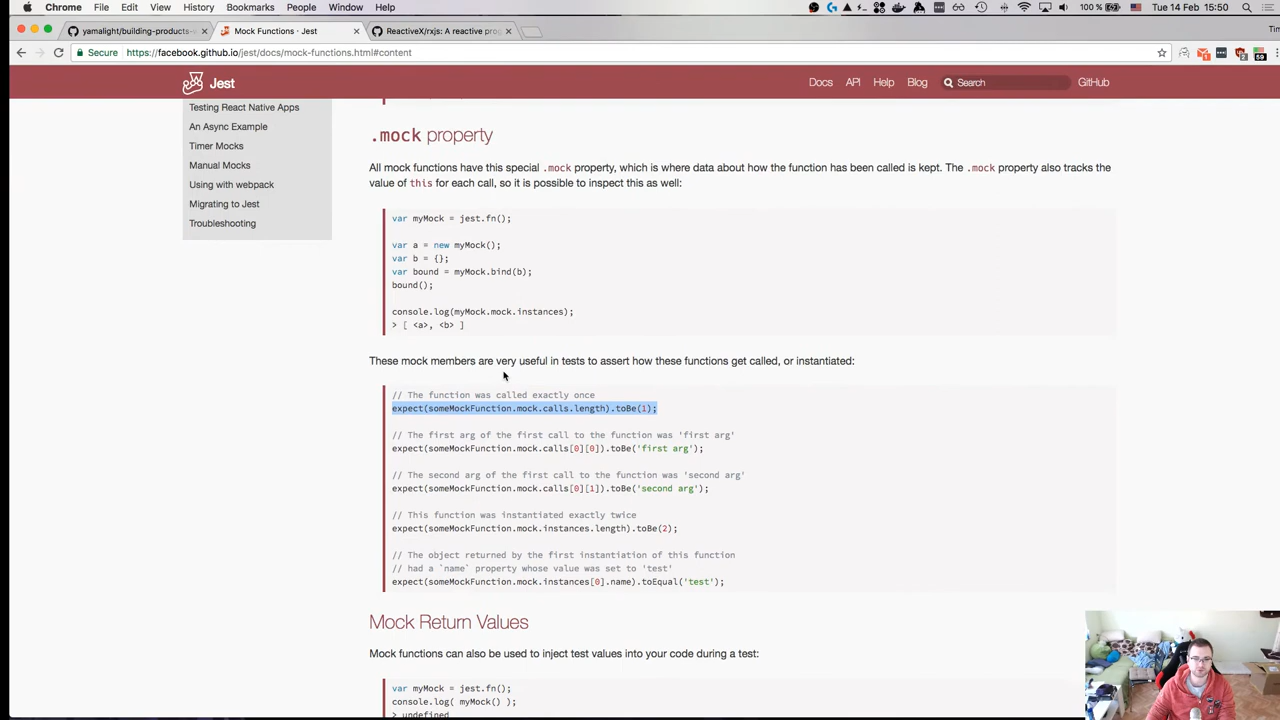 Chrome File Edit View History Bookmarks People Window Help 100 % Tue 14 Feb 15:50
yamalight/building-products- Mock Functions · Jest ReactiveX/rxjs: A reactive prog
Secure https://facebook.github.io/jest/docs/mock-functions.html#content
Jest Docs API Help Blog Search GitHub
Testing React Native Apps
An Async Example
Timer Mocks
Manual Mocks
Using with webpack
Migrating to Jest
Troubleshooting
.mock property
All mock functions have this special .mock property, which is where data about how the function has been called is kept. The .mock property also tracks the
value of this for each call, so it is possible to inspect this as well:
var myMock = jest.fn();
var a = new myMock();
var b = {};
var bound = myMock.bind(b);
bound();
console.log(myMock.mock.instances);
> [ <a>, <b> ]
These mock members are very useful in tests to assert how these functions get called, or instantiated:
// The function was called exactly once
expect(someMockFunction.mock.calls.length).toBe(1);
// The first arg of the first call to the function was 'first arg'
expect(someMockFunction.mock.calls[0][0]).toBe('first arg');
// The second arg of the first call to the function was 'second arg'
expect(someMockFunction.mock.calls[0][1]).toBe('second arg');
// This function was instantiated exactly twice
expect(someMockFunction.mock.instances.length).toBe(2);
// The object returned by the first instantiation of this function
// had a `name` property whose value was set to 'test'
expect(someMockFunction.mock.instances[0].name).toEqual('test');
Mock Return Values
Mock functions can also be used to inject test values into your code during a test:
var myMock = jest.fn();
console.log( myMock() );
> undefined